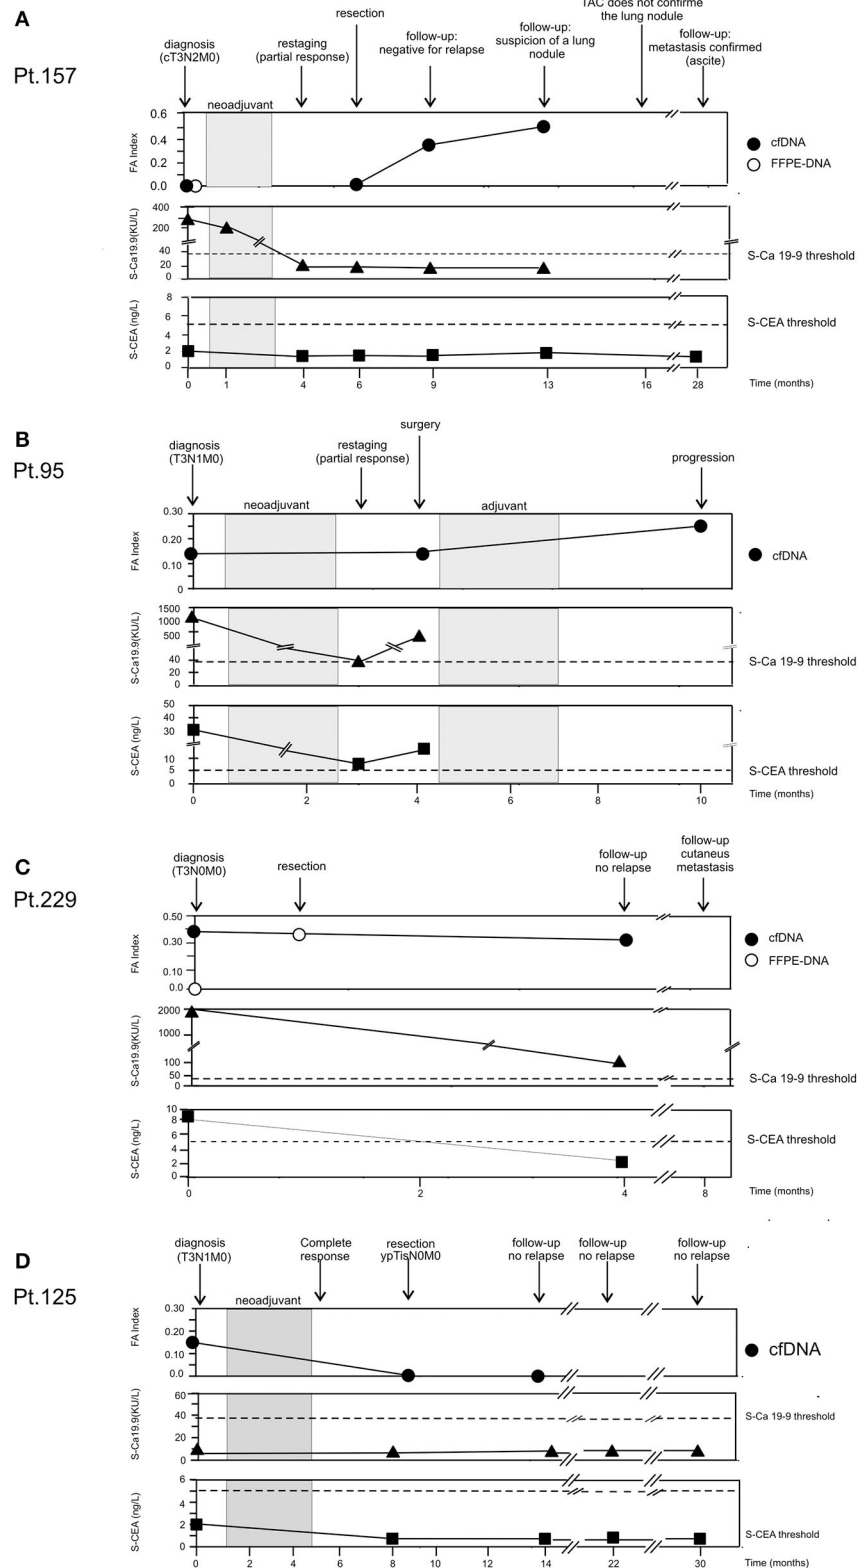 A
Pt.157
TAC does not confirme
the lung nodule
resection
diagnosis
(cT3N2M0)
restaging
(partial response)
follow-up:
negative for relapse
follow-up:
suspicion of a lung
nodule
follow-up:
metastasis confirmed
(ascite)
neoadjuvant
FA Index
0.6
0.4
0.2
0.0
cfDNA
FFPE-DNA
S-Ca19.9(KU/L)
400
200
40
20
0
S-Ca 19-9 threshold
S-CEA (ng/L)
8
6
4
2
0
S-CEA threshold
0 1 4 6 9 13 16 28 Time (months)
B
Pt.95
surgery
diagnosis
(T3N1M0)
restaging
(partial response)
progression
neoadjuvant
adjuvant
FA Index
0.30
0.20
0.10
0
cfDNA
S-Ca19.9(KU/L)
1500
1000
500
40
20
0
S-Ca 19-9 threshold
S-CEA (ng/L)
50
40
30
10
5
0
S-CEA threshold
0 2 4 6 8 10 Time (months)
C
Pt.229
diagnosis
(T3N0M0)
resection
follow-up
no relapse
follow-up
cutaneus
metastasis
FA Index
0.50
0.30
0.10
0.0
cfDNA
FFPE-DNA
S-Ca19.9(KU/L)
2000
1000
100
50
0
S-Ca 19-9 threshold
S-CEA (ng/L)
10
8
6
4
2
0
S-CEA threshold
0 2 4 8 Time (months)
D
Pt.125
diagnosis
(T3N1M0)
Complete
response
resection
ypTisN0M0
follow-up
no relapse
follow-up
no relapse
follow-up
no relapse
neoadjuvant
FA Index
0.30
0.20
0.10
0.0
cfDNA
S-Ca19.9(KU/L)
60
40
20
0
S-Ca 19-9 threshold
S-CEA (ng/L)
6
4
2
0
S-CEA threshold
0 2 4 6 8 10 12 14 22 30 Time (months)